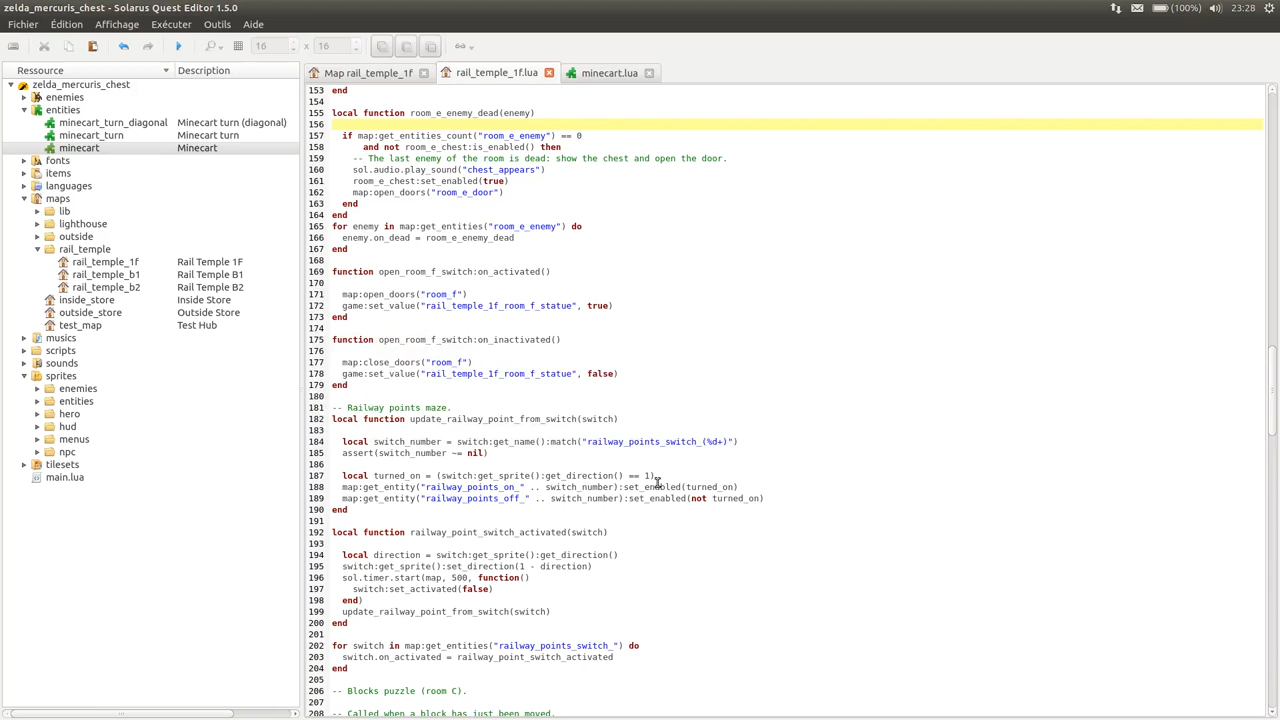 zelda_mercuris_chest - Solarus Quest Editor 1.5.0
(100%) 23:28
Fichier Édition Affichage Exécuter Outils Aide
16 x 16
Ressource Description
zelda_mercuris_chest
enemies
entities
minecart_turn_diagonal Minecart turn (diagonal)
minecart_turn Minecart turn
minecart Minecart
fonts
items
languages
maps
lib
lighthouse
outside
rail_temple
rail_temple_1f Rail Temple 1F
rail_temple_b1 Rail Temple B1
rail_temple_b2 Rail Temple B2
inside_store Inside Store
outside_store Outside Store
test_map Test Hub
musics
scripts
sounds
sprites
enemies
entities
hero
hud
menus
npc
tilesets
main.lua
Map rail_temple_1f rail_temple_1f.lua minecart.lua
153 end
154
155 local function room_e_enemy_dead(enemy)
156
157 if map:get_entities_count("room_e_enemy") == 0
158 and not room_e_chest:is_enabled() then
159 -- The last enemy of the room is dead: show the chest and open the door.
160 sol.audio.play_sound("chest_appears")
161 room_e_chest:set_enabled(true)
162 map:open_doors("room_e_door")
163 end
164 end
165 for enemy in map:get_entities("room_e_enemy") do
166 enemy.on_dead = room_e_enemy_dead
167 end
168
169 function open_room_f_switch:on_activated()
170
171 map:open_doors("room_f")
172 game:set_value("rail_temple_1f_room_f_statue", true)
173 end
174
175 function open_room_f_switch:on_inactivated()
176
177 map:close_doors("room_f")
178 game:set_value("rail_temple_1f_room_f_statue", false)
179 end
180
181 -- Railway points maze.
182 local function update_railway_point_from_switch(switch)
183
184 local switch_number = switch:get_name():match("railway_points_switch_(%d+)")
185 assert(switch_number ~= nil)
186
187 local turned_on = (switch:get_sprite():get_direction() == 1)
188 map:get_entity("railway_points_on_" .. switch_number):set_enabled(turned_on)
189 map:get_entity("railway_points_off_" .. switch_number):set_enabled(not turned_on)
190 end
191
192 local function railway_point_switch_activated(switch)
193
194 local direction = switch:get_sprite():get_direction()
195 switch:get_sprite():set_direction(1 - direction)
196 sol.timer.start(map, 500, function()
197 switch:set_activated(false)
198 end)
199 update_railway_point_from_switch(switch)
200 end
201
202 for switch in map:get_entities("railway_points_switch_") do
203 switch.on_activated = railway_point_switch_activated
204 end
205
206 -- Blocks puzzle (room C).
207
208 -- Called when a block has just been moved.